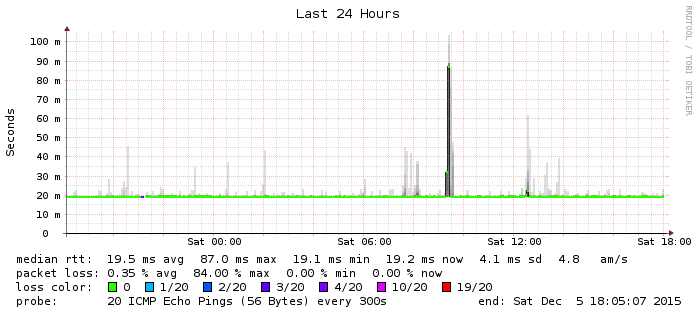 Last 24 Hours
RRDTOOL / TOBI OETIKER
Seconds
100 m
90 m
80 m
70 m
60 m
50 m
40 m
30 m
20 m
10 m
0
Sat 00:00 Sat 06:00 Sat 12:00 Sat 18:00
median rtt: 19.5 ms avg 87.0 ms max 19.1 ms min 19.2 ms now 4.1 ms sd 4.8 am/s
packet loss: 0.35 % avg 84.00 % max 0.00 % min 0.00 % now
loss color: 0 1/20 2/20 3/20 4/20 10/20 19/20
probe: 20 ICMP Echo Pings (56 Bytes) every 300s end: Sat Dec 5 18:05:07 2015